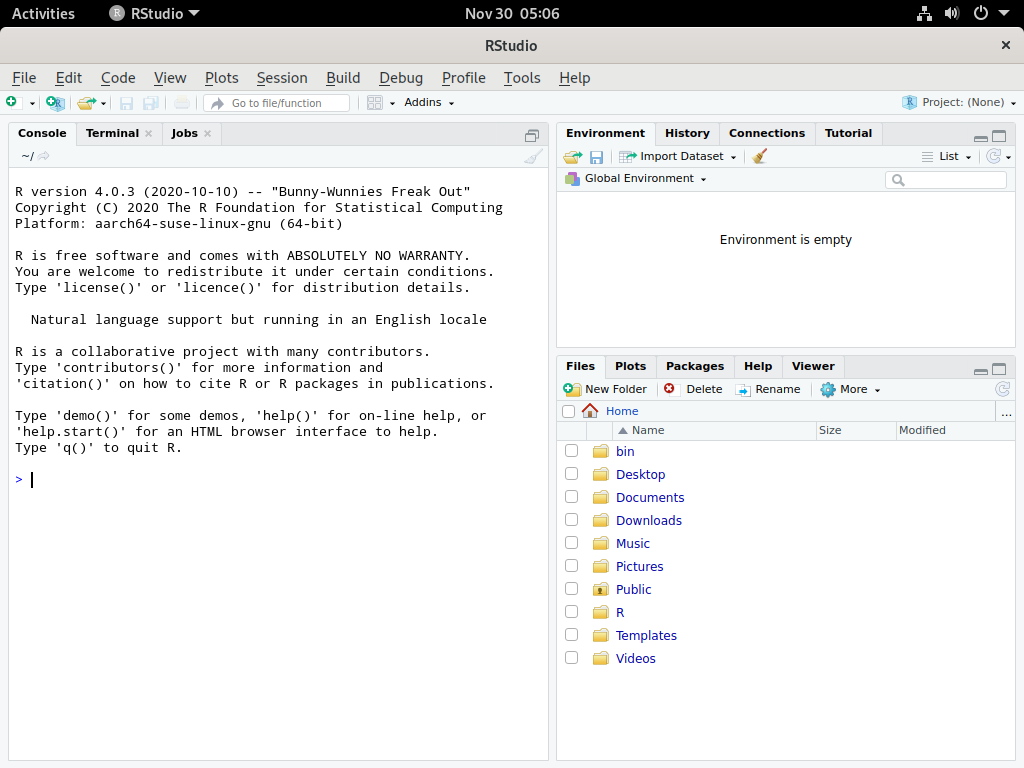 Activities RStudio Nov 30 05:06
RStudio
File Edit Code View Plots Session Build Debug Profile Tools Help
Go to file/function Addins Project: (None)
Console Terminal Jobs
~/
R version 4.0.3 (2020-10-10) -- "Bunny-Wunnies Freak Out"
Copyright (C) 2020 The R Foundation for Statistical Computing
Platform: aarch64-suse-linux-gnu (64-bit)
R is free software and comes with ABSOLUTELY NO WARRANTY.
You are welcome to redistribute it under certain conditions.
Type 'license()' or 'licence()' for distribution details.
Natural language support but running in an English locale
R is a collaborative project with many contributors.
Type 'contributors()' for more information and
'citation()' on how to cite R or R packages in publications.
Type 'demo()' for some demos, 'help()' for on-line help, or
'help.start()' for an HTML browser interface to help.
Type 'q()' to quit R.
>
Environment History Connections Tutorial
Import Dataset List
Global Environment
Environment is empty
Files Plots Packages Help Viewer
New Folder Delete Rename More
Home ...
Name Size Modified
bin
Desktop
Documents
Downloads
Music
Pictures
Public
R
Templates
Videos